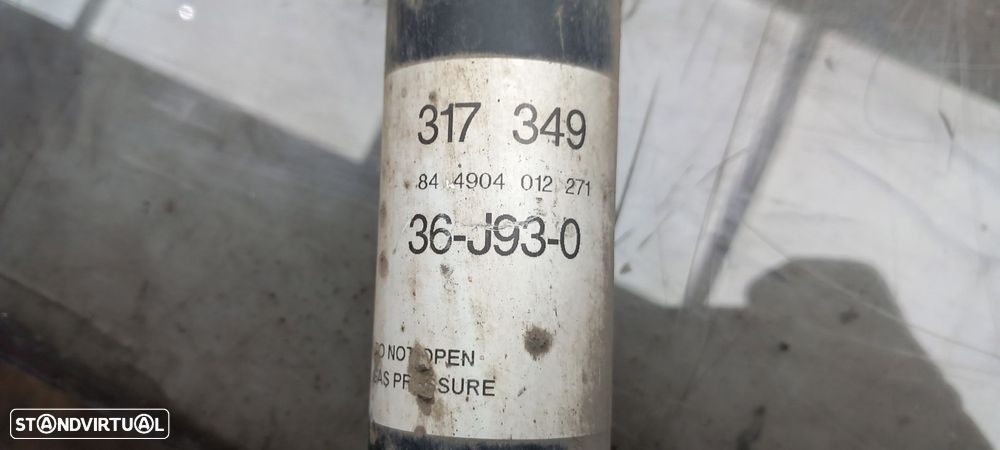 317 349
84 4904 012 271
36-J93-0
DO NOT OPEN
GAS PRESSURE
STANDVIRTUAL